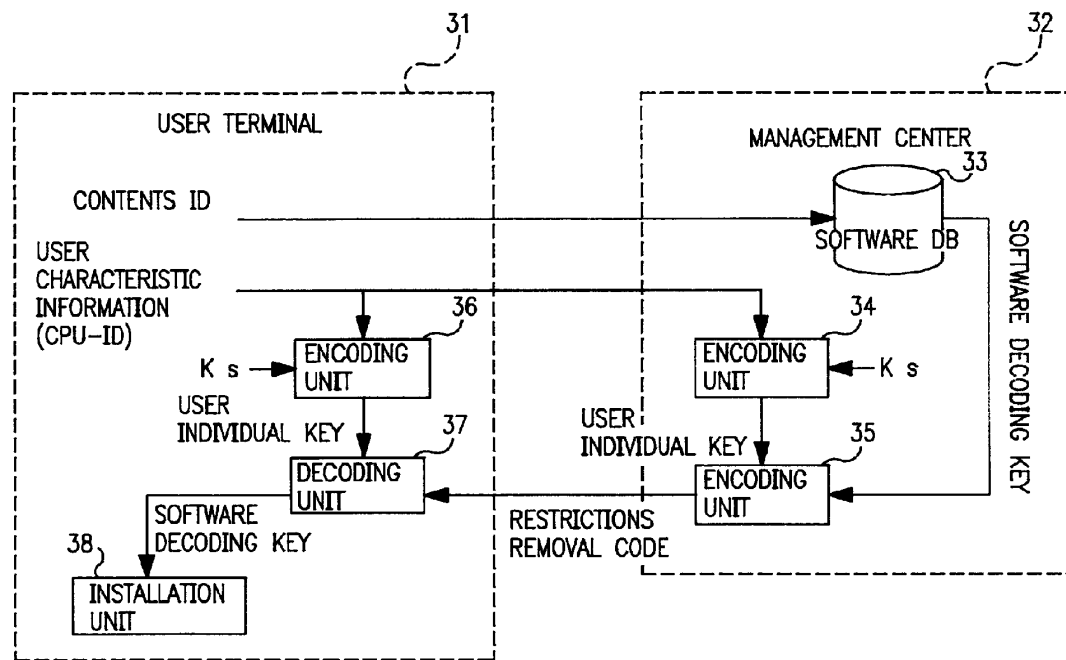 31
32
USER TERMINAL
MANAGEMENT CENTER
33
CONTENTS ID
SOFTWARE DB
SOFTWARE DECODING KEY
USER
CHARACTERISTIC
INFORMATION
(CPU-ID)
36
34
ENCODING
UNIT
K s
ENCODING
UNIT
K s
USER
INDIVIDUAL KEY
37
USER
INDIVIDUAL KEY
35
DECODING
UNIT
ENCODING
UNIT
SOFTWARE
DECODING KEY
RESTRICTIONS
REMOVAL CODE
38
INSTALLATION
UNIT